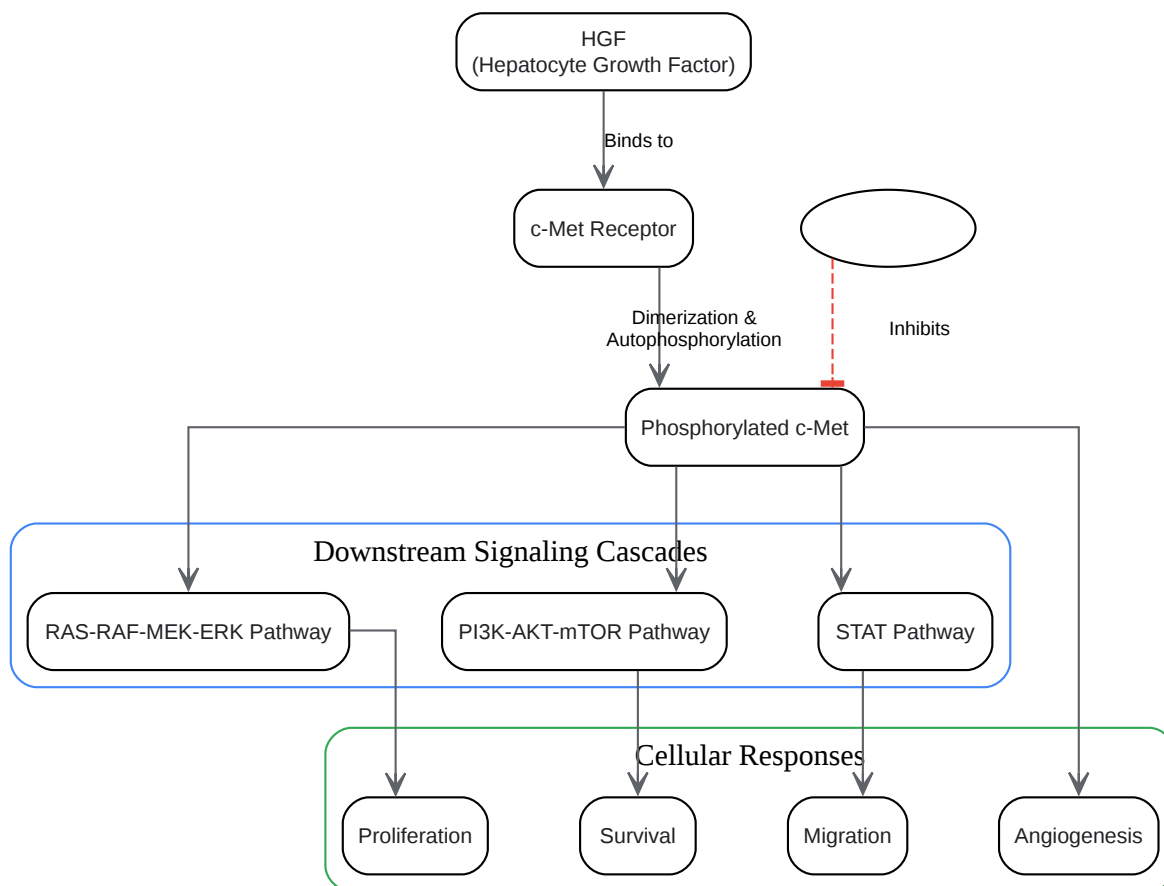 HGF
(Hepatocyte Growth Factor)
Binds to
c-Met Receptor
Dimerization &
Autophosphorylation
Inhibits
Phosphorylated c-Met
Downstream Signaling Cascades
RAS-RAF-MEK-ERK Pathway
PI3K-AKT-mTOR Pathway
STAT Pathway
Cellular Responses
Proliferation
Survival
Migration
Angiogenesis